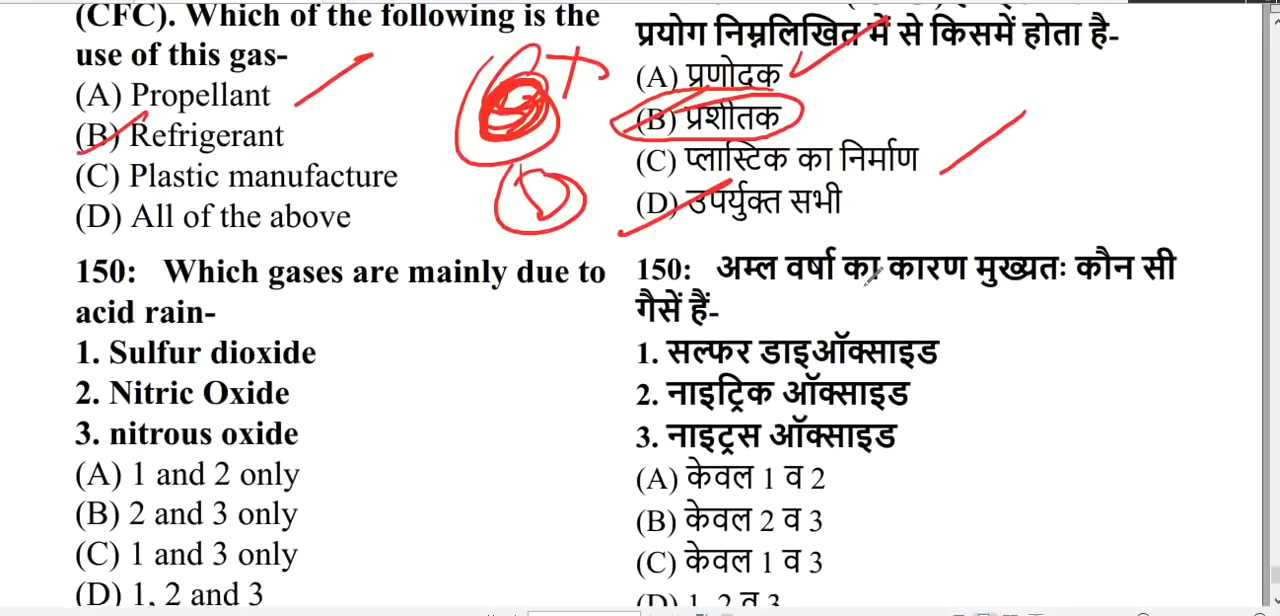 (CFC). Which of the following is the
use of this gas-
(A) Propellant
(B) Refrigerant
(C) Plastic manufacture
(D) All of the above
150: Which gases are mainly due to
acid rain-
1. Sulfur dioxide
2. Nitric Oxide
3. nitrous oxide
(A) 1 and 2 only
(B) 2 and 3 only
(C) 1 and 3 only
(D) 1, 2 and 3
प्रयोग निम्नलिखित में से किसमें होता है-
(A) प्रणोदक
(B) प्रशीतक
(C) प्लास्टिक का निर्माण
(D) उपर्युक्त सभी
D
150: अम्ल वर्षा का कारण मुख्यतः कौन सी
गैसें हैं-
1. सल्फर डाइऑक्साइड
2. नाइट्रिक ऑक्साइड
3. नाइट्रस ऑक्साइड
(A) केवल 1 व 2
(B) केवल 2 व 3
(C) केवल 1 व 3
(D) 1, 2 व 3